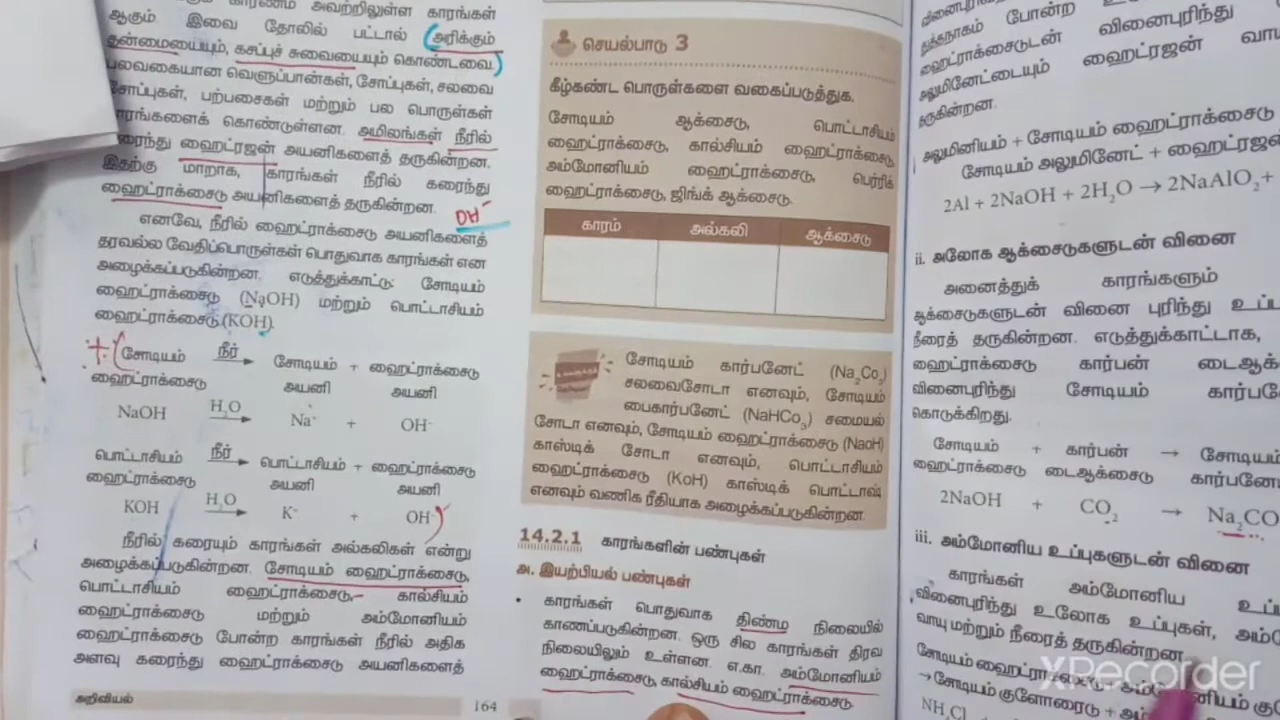 காரணம் அவற்றிலுள்ள காரங்கள்
ஆகும். இவை தோலில் பட்டால் (அரிக்கும்
தன்மையையும், கசப்புச் சுவையையும் கொண்டவை)
பலவகையான வெளுப்பான்கள், சோப்புகள், சலவை
சோப்புகள், பற்பசைகள் மற்றும் பல பொருள்கள்
காரங்களைக் கொண்டுள்ளன. அமிலங்கள் நீரில்
கரைந்து ஹைட்ரஜன் அயனிகளைத் தருகின்றன.
இதற்கு மாறாக, காரங்கள் நீரில் கரைந்து
ஹைட்ராக்சைடு அயனிகளைத் தருகின்றன.
OH⁻
எனவே, நீரில் ஹைட்ராக்சைடு அயனிகளைத்
தரவல்ல வேதிப்பொருள்கள் பொதுவாக காரங்கள் என
அழைக்கப்படுகின்றன. எடுத்துக்காட்டு: சோடியம்
ஹைட்ராக்சைடு (NaOH) மற்றும் பொட்டாசியம்
ஹைட்ராக்சைடு (KOH).
சோடியம் நீர் → சோடியம் + ஹைட்ராக்சைடு
ஹைட்ராக்சைடு அயனி அயனி
NaOH H₂O → Na⁺ + OH⁻
பொட்டாசியம் நீர் → பொட்டாசியம் + ஹைட்ராக்சைடு
ஹைட்ராக்சைடு அயனி அயனி
KOH H₂O → K⁺ + OH⁻
நீரில் கரையும் காரங்கள் அல்கலிகள் என்று
அழைக்கப்படுகின்றன. சோடியம் ஹைட்ராக்சைடு,
பொட்டாசியம் ஹைட்ராக்சைடு, கால்சியம்
ஹைட்ராக்சைடு மற்றும் அம்மோனியம்
ஹைட்ராக்சைடு போன்ற காரங்கள் நீரில் அதிக
அளவு கரைந்து ஹைட்ராக்சைடு அயனிகளைத்
அறிவியல் 164
செயல்பாடு 3
கீழ்கண்ட பொருள்களை வகைப்படுத்துக.
சோடியம் ஆக்சைடு, பொட்டாசியம்
ஹைட்ராக்சைடு, கால்சியம் ஹைட்ராக்சைடு,
அம்மோனியம் ஹைட்ராக்சைடு, பெர்ரிக்
ஹைட்ராக்சைடு, ஜிங்க் ஆக்சைடு.
காரம் அல்கலி ஆக்சைடு
சோடியம் கார்பனேட் (Na₂Co₃)
சலவைசோடா எனவும், சோடியம்
பைகார்பனேட் (NaHCo₃) சமையல்
சோடா எனவும், சோடியம் ஹைட்ராக்சைடு (NaoH)
காஸ்டிக் சோடா எனவும், பொட்டாசியம்
ஹைட்ராக்சைடு (KoH) காஸ்டிக் பொட்டாஷ்
எனவும் வணிக ரீதியாக அழைக்கப்படுகின்றன.
14.2.1 காரங்களின் பண்புகள்
அ. இயற்பியல் பண்புகள்
• காரங்கள் பொதுவாக திண்ம நிலையில்
காணப்படுகின்றன. ஒரு சில காரங்கள் திரவ
நிலையிலும் உள்ளன. எ.கா. அம்மோனியம்
ஹைட்ராக்சைடு, கால்சியம் ஹைட்ராக்சைடு
போன்ற வினைபுரிந்து
துத்தநாகம்
ஹைட்ராக்சைடுடன்
அலுமினேட்டையும் ஹைட்ரஜன்
தருகின்றன.
அலுமினியம் + சோடியம் ஹைட்ராக்சைடு
சோடியம் அலுமினேட் + ஹைட்ரஜன்
2Al + 2NaOH + 2H₂O → 2NaAlO₂ +
ii. அலோக ஆக்சைடுகளுடன் வினை
அனைத்துக் காரங்களும்
ஆக்சைடுகளுடன் வினை புரிந்து
நீரைத் தருகின்றன. எடுத்துக்காட்டாக,
ஹைட்ராக்சைடு கார்பன்
வினைபுரிந்து சோடியம்
கொடுக்கிறது.
சோடியம் + கார்பன் → சோடியம்
ஹைட்ராக்சைடு டைஆக்சைடு
2NaOH + CO₂ → Na₂CO
iii. அம்மோனிய உப்புகளுடன் வினை
காரங்கள் அம்மோனிய
வினைபுரிந்து உலோக உப்புகள்,
வாயு மற்றும் நீரைத் தருகின்றன.
சோடியம்
→ சோடியம் குளோரைடு +
NH₄Cl
XRecorder